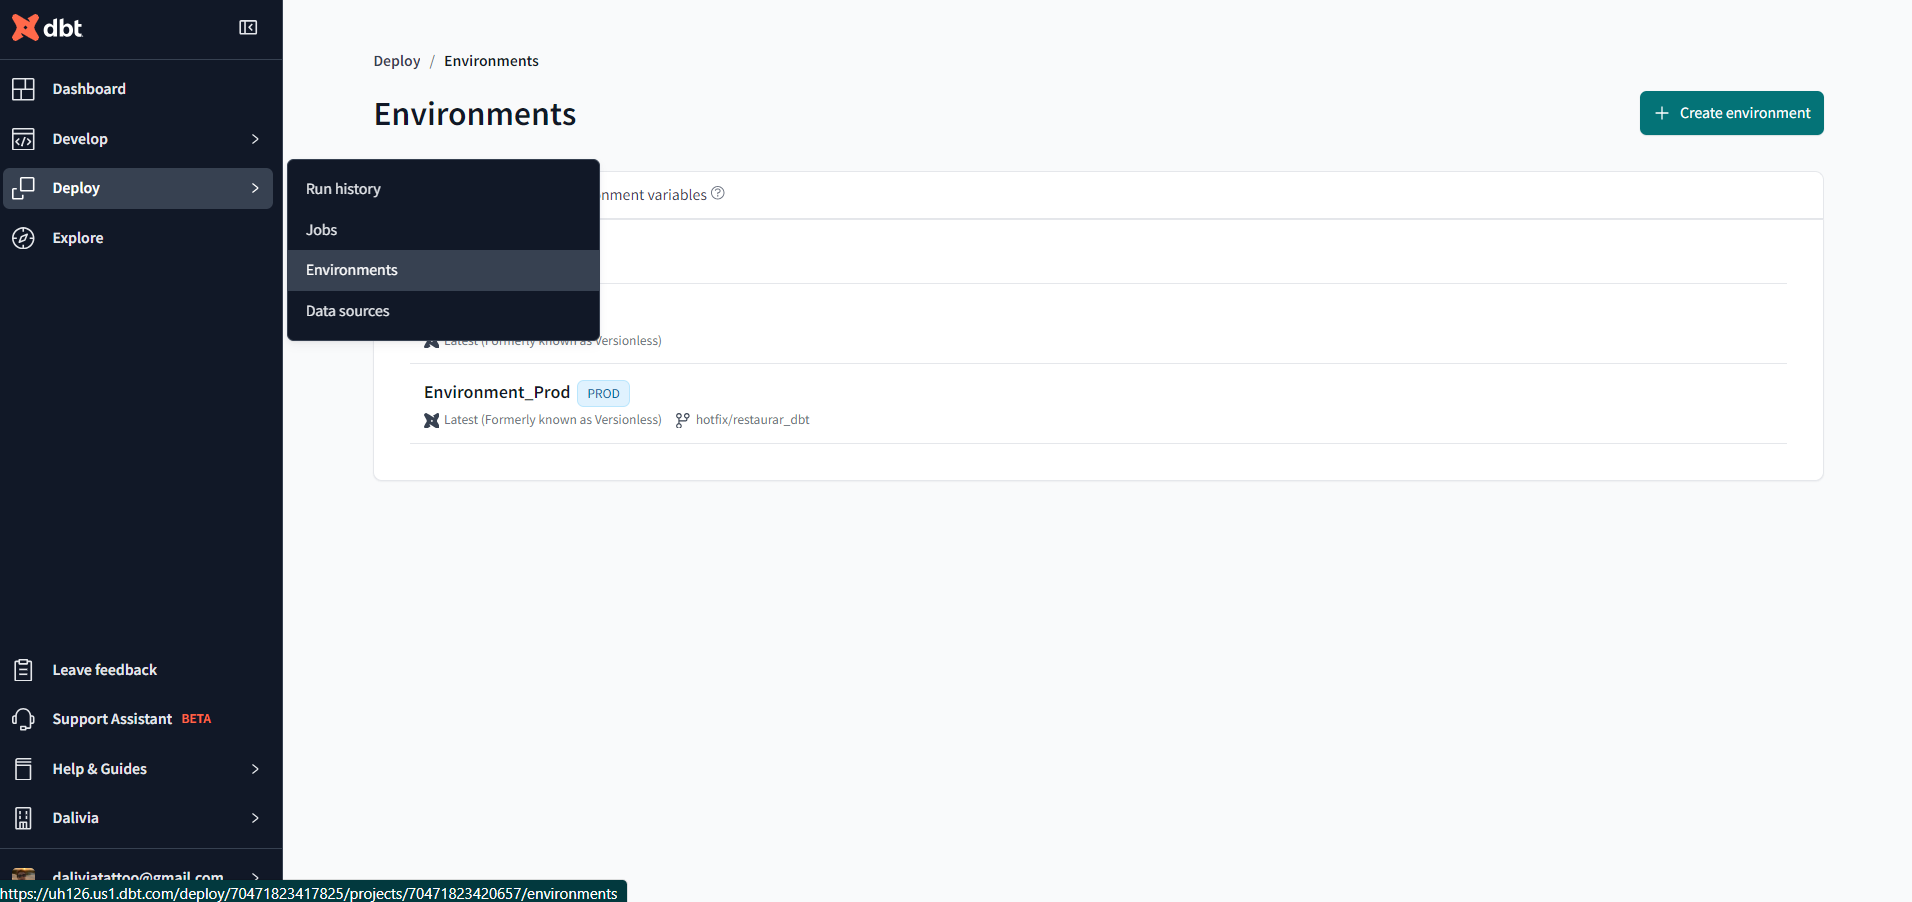 dbt
Dashboard
Develop
Deploy
Explore
Leave feedback
Support Assistant BETA
Help & Guides
Dalivia
daliviatattoo@gmail.com
https://uh126.us1.dbt.com/deploy/70471823417825/projects/70471823420657/environments
Run history
Jobs
Environments
Data sources
Deploy / Environments
Environments
+ Create environment
nment variables
Latest (Formerly known as Versionless)
Environment_Prod PROD
Latest (Formerly known as Versionless) hotfix/restaurar_dbt